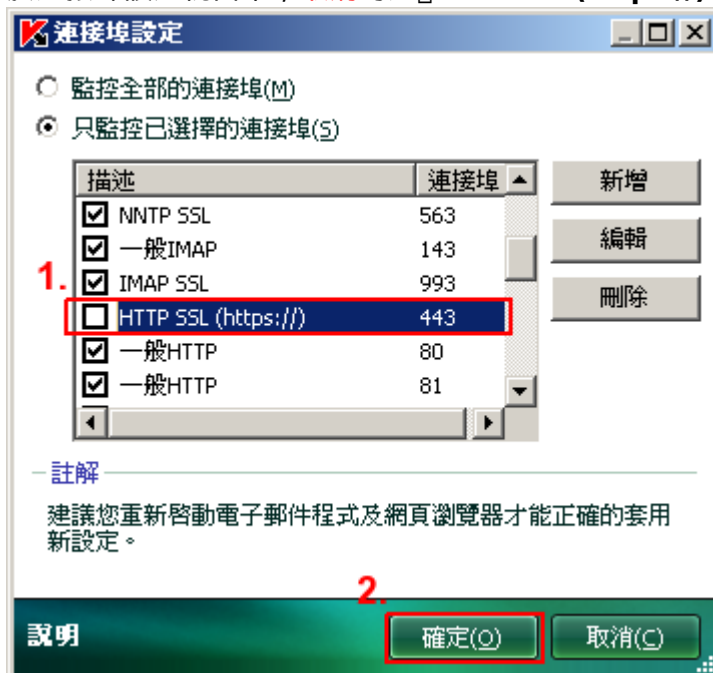 連接埠設定
監控全部的連接埠(M)
只監控已選擇的連接埠(S)
描述 連接埠
NNTP SSL 563
一般IMAP 143
IMAP SSL 993
HTTP SSL (https://) 443
一般HTTP 80
一般HTTP 81
1.
新增
編輯
刪除
註解
建議您重新啟動電子郵件程式及網頁瀏覽器才能正確的套用
新設定。
2.
說明
確定(O)
取消(C)